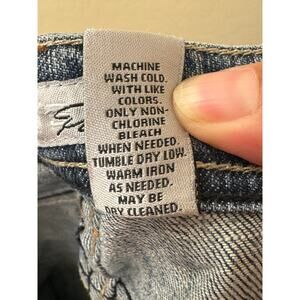 MACHINE
WASH COLD.
WITH LIKE
COLORS.
ONLY NON-
CHLORINE
BLEACH
WHEN NEEDED.
TUMBLE DRY LOW.
WARM IRON
AS NEEDED.
MAY BE
DRY CLEANED.